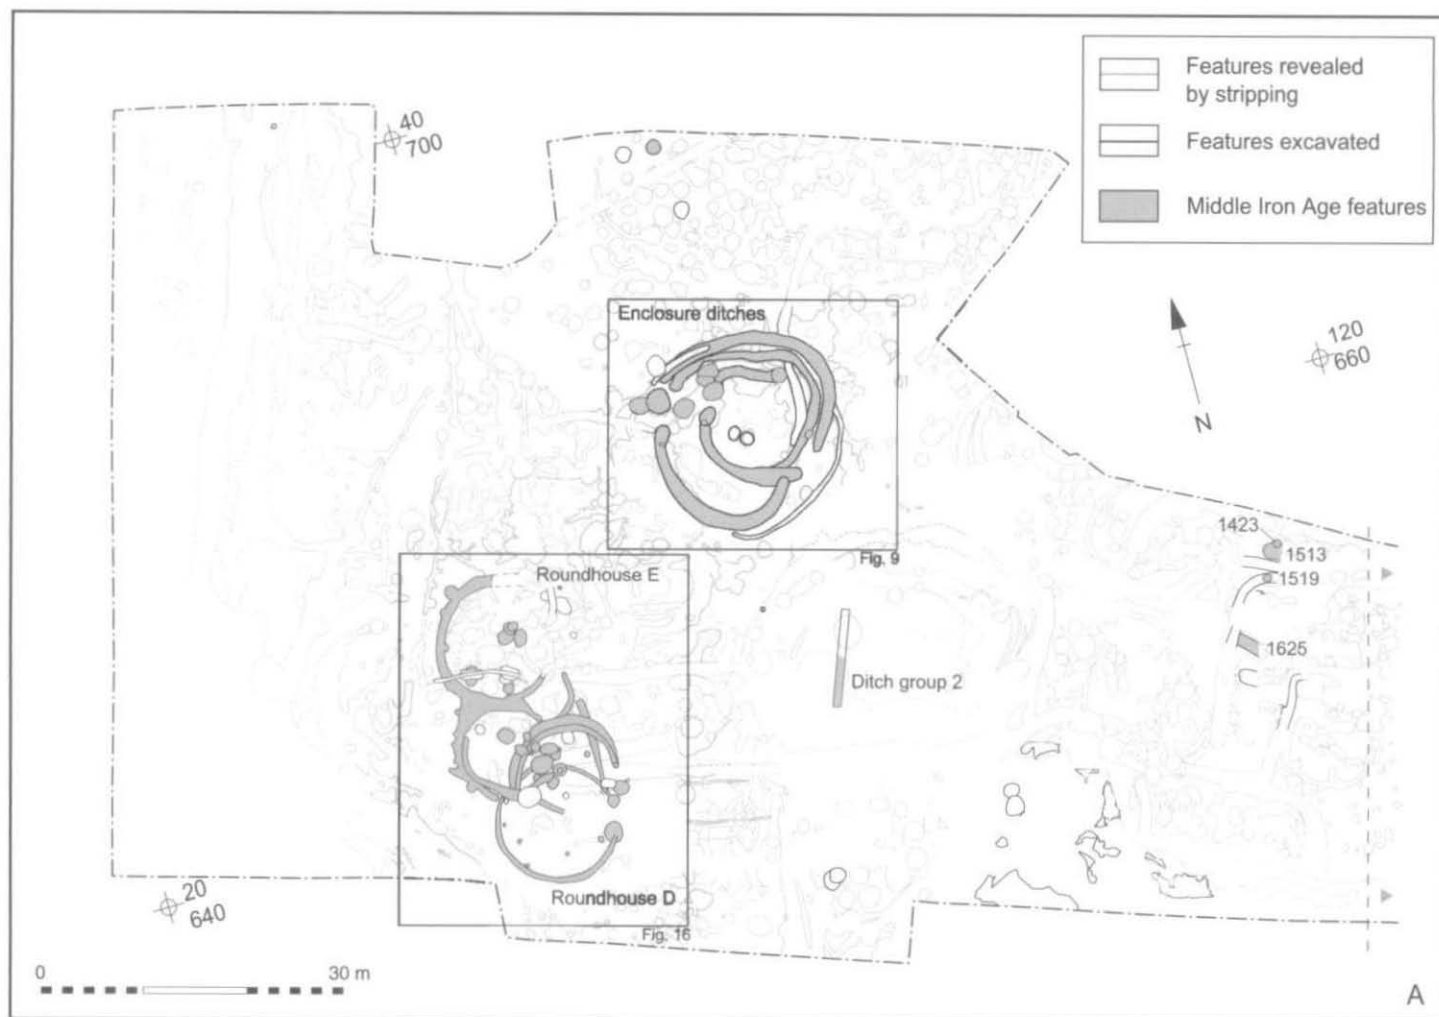 Features revealed
by stripping
Features excavated
Middle Iron Age features
40
700
Enclosure ditches
120
660
N
Fig. 9
1423
1513
1519
1625
Roundhouse E
Ditch group 2
Roundhouse D
Fig. 16
20
640
0
30 m
A